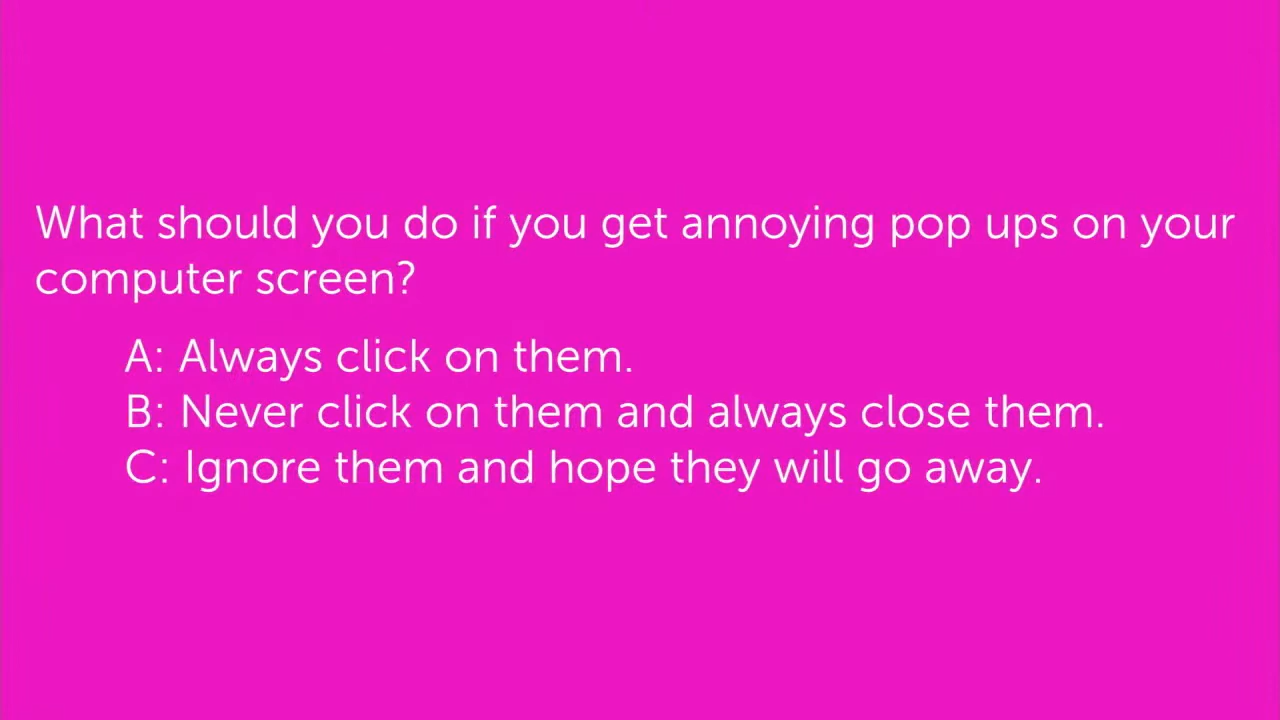 What should you do if you get annoying pop ups on your
computer screen?
A: Always click on them.
B: Never click on them and always close them.
C: Ignore them and hope they will go away.